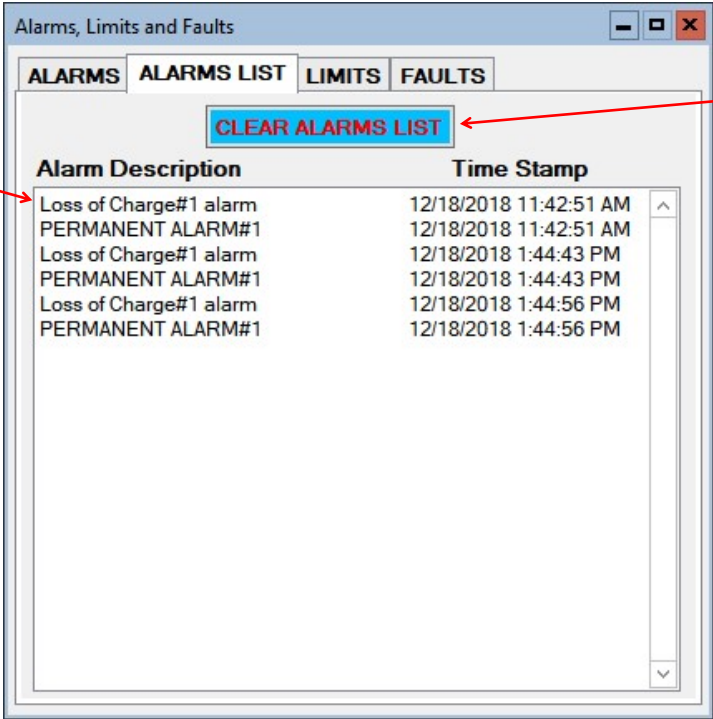 Alarms, Limits and Faults
ALARMS ALARMS LIST LIMITS FAULTS
CLEAR ALARMS LIST
Alarm Description Time Stamp
Loss of Charge#1 alarm 12/18/2018 11:42:51 AM
PERMANENT ALARM#1 12/18/2018 11:42:51 AM
Loss of Charge#1 alarm 12/18/2018 1:44:43 PM
PERMANENT ALARM#1 12/18/2018 1:44:43 PM
Loss of Charge#1 alarm 12/18/2018 1:44:56 PM
PERMANENT ALARM#1 12/18/2018 1:44:56 PM